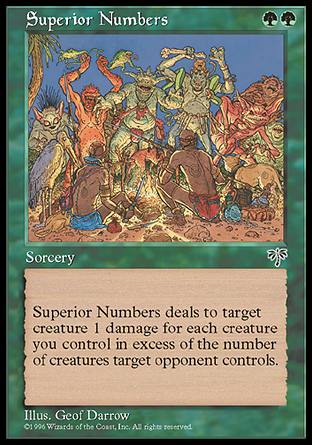 Superior Numbers
Sorcery
Superior Numbers deals to target
creature 1 damage for each creature
you control in excess of the number
of creatures target opponent controls.
Illus. Geof Darrow
©1996 Wizards of the Coast, Inc. All rights reserved.